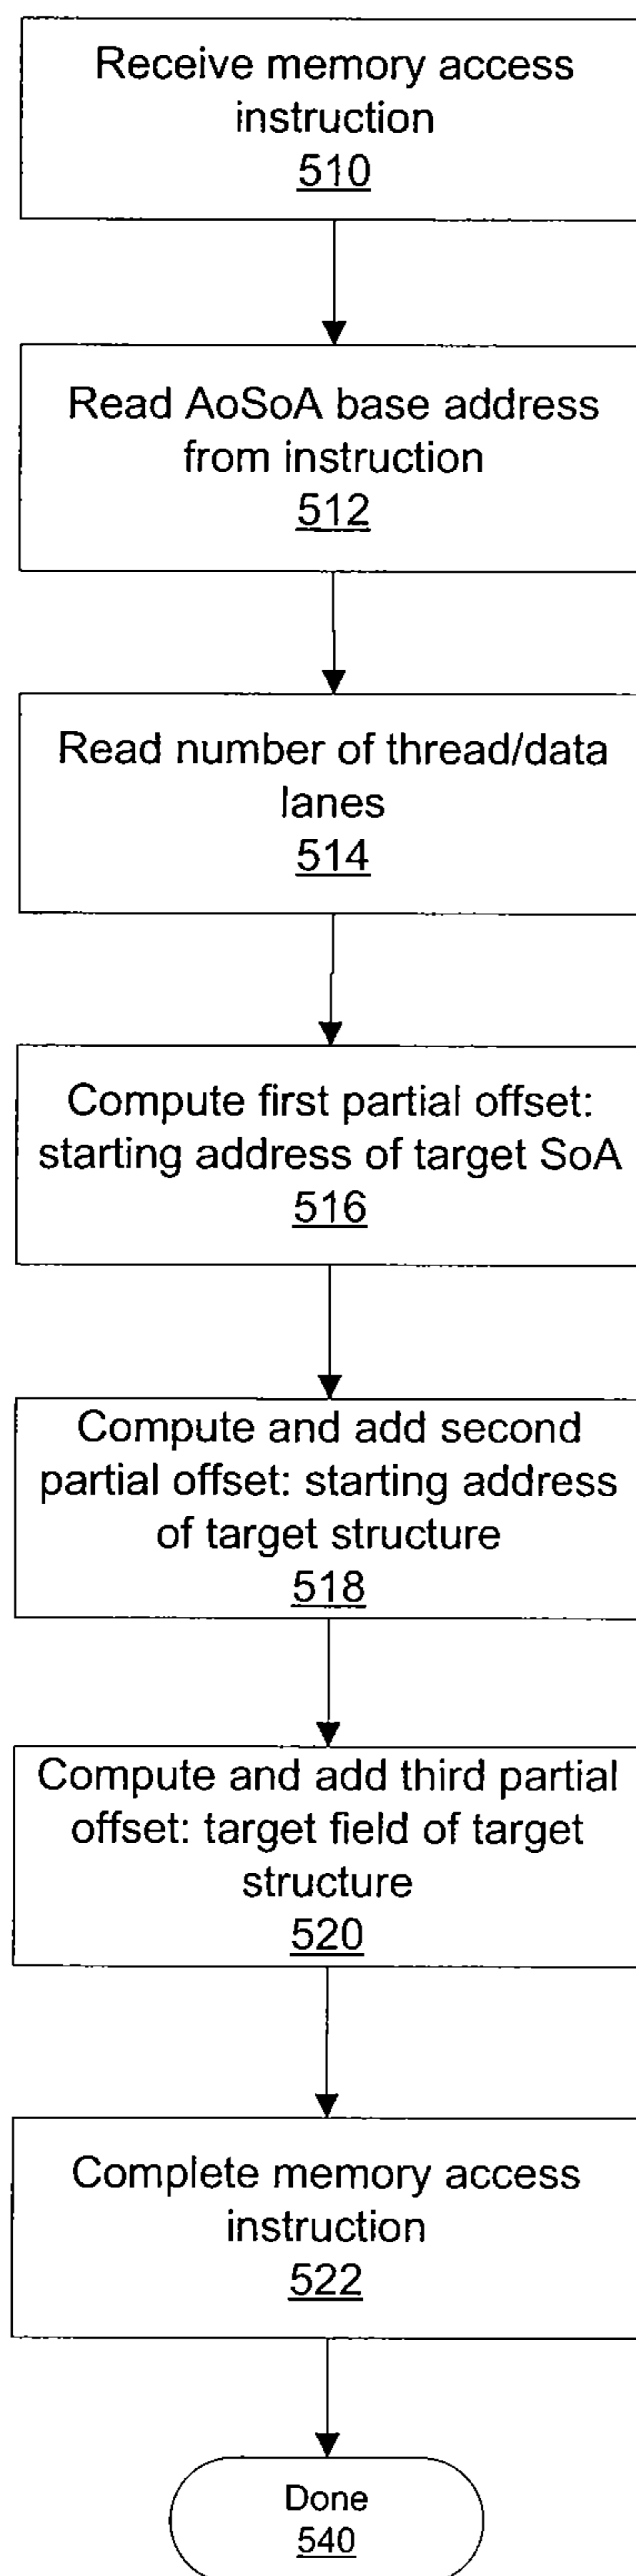 Receive memory access
instruction
510
Read AoSoA base address
from instruction
512
Read number of thread/data
lanes
514
Compute first partial offset:
starting address of target SoA
516
Compute and add second
partial offset: starting address
of target structure
518
Compute and add third partial
offset: target field of target
structure
520
Complete memory access
instruction
522
Done
540